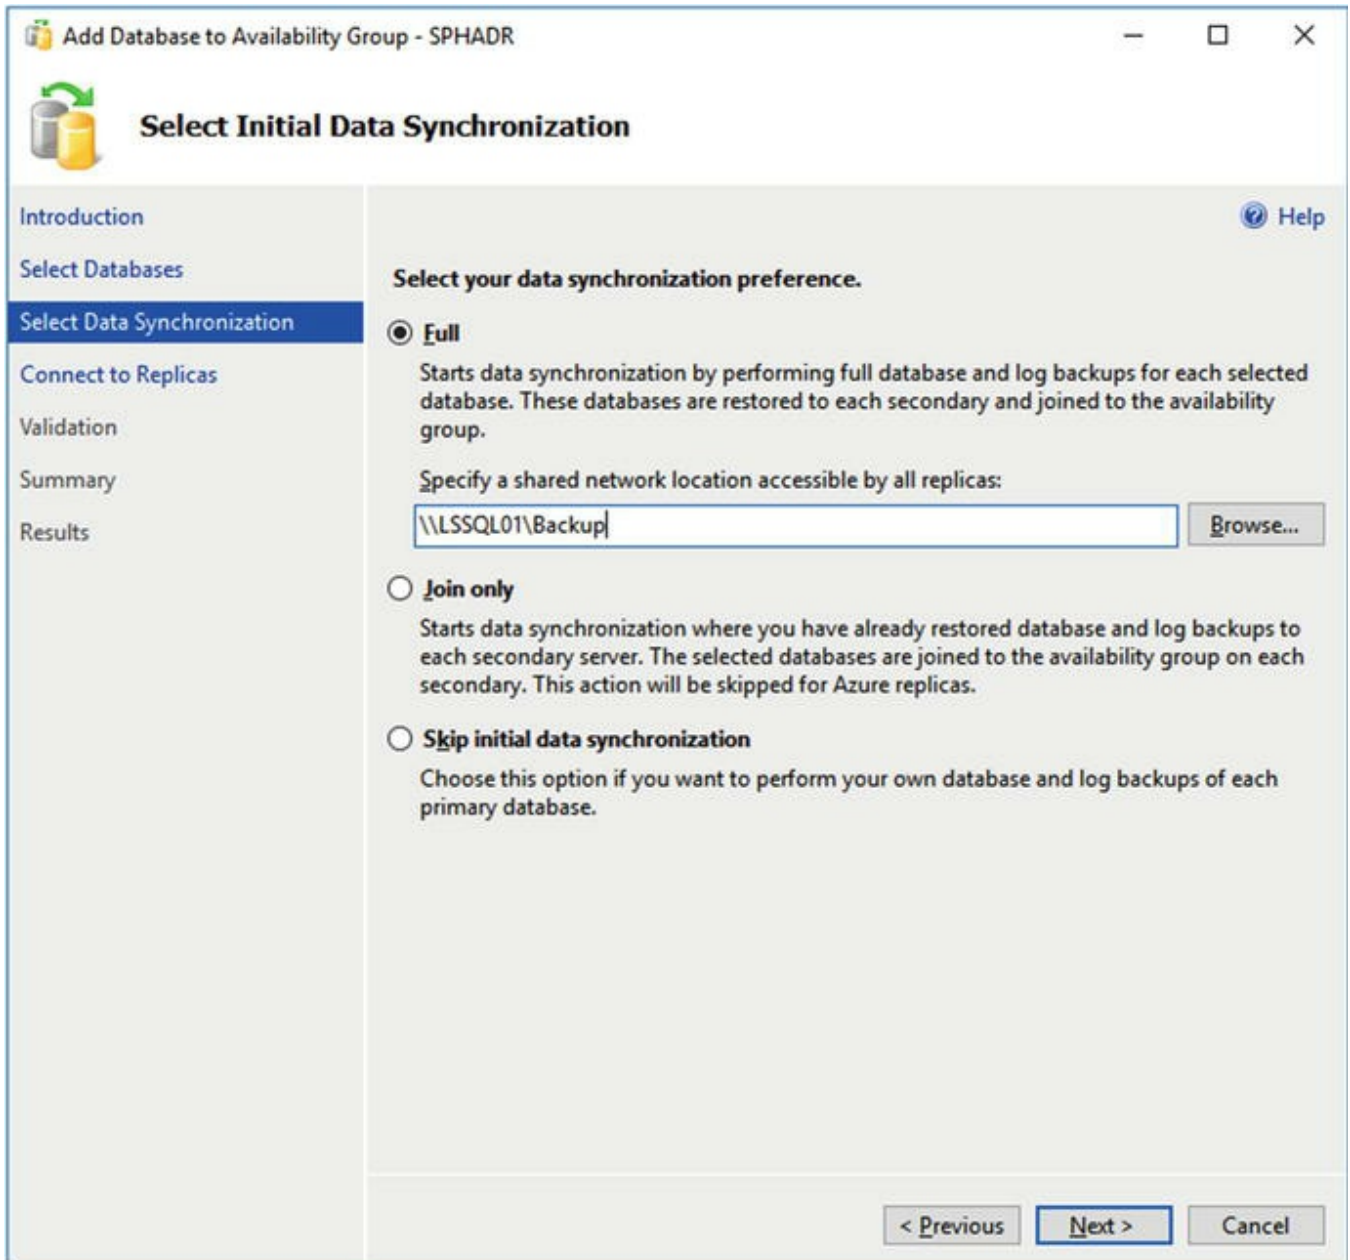 Add Database to Availability Group - SPHADR
Select Initial Data Synchronization
Introduction
Select Databases
Select Data Synchronization
Connect to Replicas
Validation
Summary
Results
Help
Select your data synchronization preference.
Full
Starts data synchronization by performing full database and log backups for each selected
database. These databases are restored to each secondary and joined to the availability
group.
Specify a shared network location accessible by all replicas:
\\LSSQL01\Backup
Browse...
Join only
Starts data synchronization where you have already restored database and log backups to
each secondary server. The selected databases are joined to the availability group on each
secondary. This action will be skipped for Azure replicas.
Skip initial data synchronization
Choose this option if you want to perform your own database and log backups of each
primary database.
< Previous
Next >
Cancel